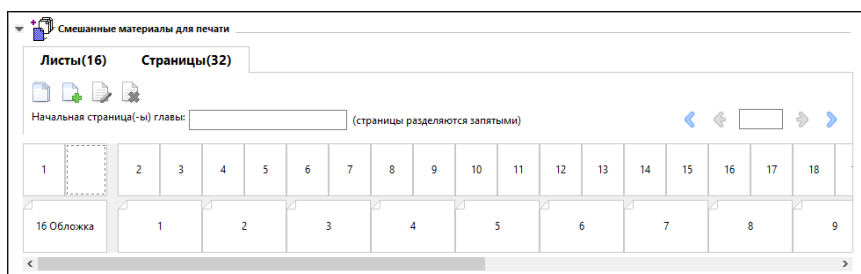 Смешанные материалы для печати
Листы(16) Страницы(32)
Начальная страница(-ы) главы: (страницы разделяются запятыми)
1 2 3 4 5 6 7 8 9 10 11 12 13 14 15 16 17 18
16 Обложка 1 2 3 4 5 6 7 8 9